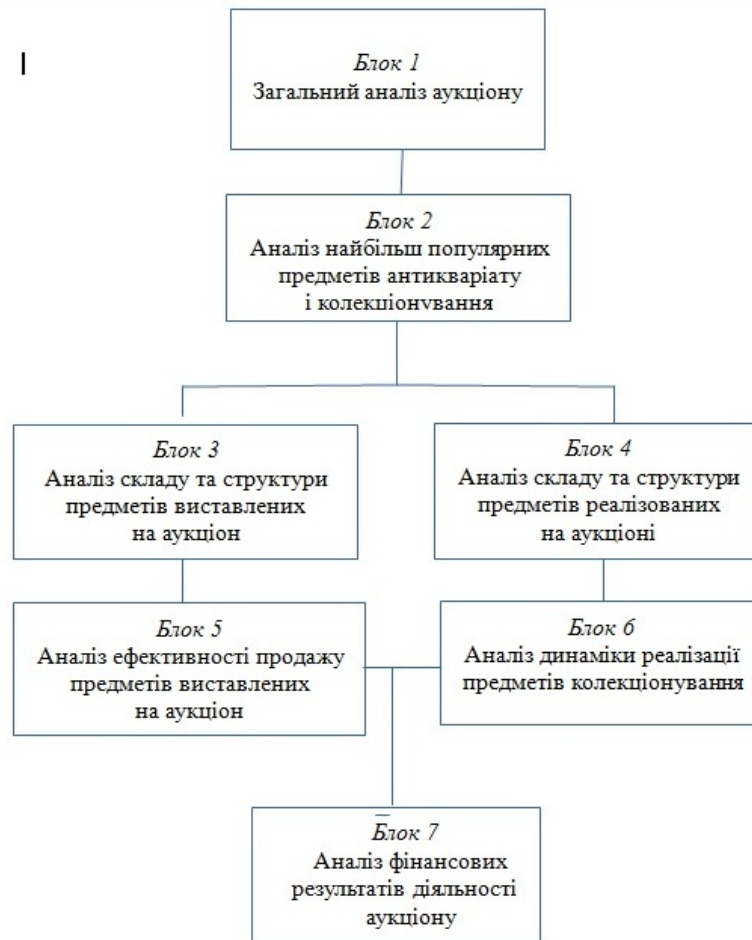 Блок 1
Загальний аналіз аукціону
Блок 2
Аналіз найбільш популярних
предметів антикваріату
і колекціонування
Блок 3
Аналіз складу та структури
предметів виставлених
на аукціон
Блок 4
Аналіз складу та структури
предметів реалізованих
на аукціоні
Блок 5
Аналіз ефективності продажу
предметів виставлених
на аукціон
Блок 6
Аналіз динаміки реалізації
предметів колекціонування
Блок 7
Аналіз фінансових
результатів діяльності
аукціону